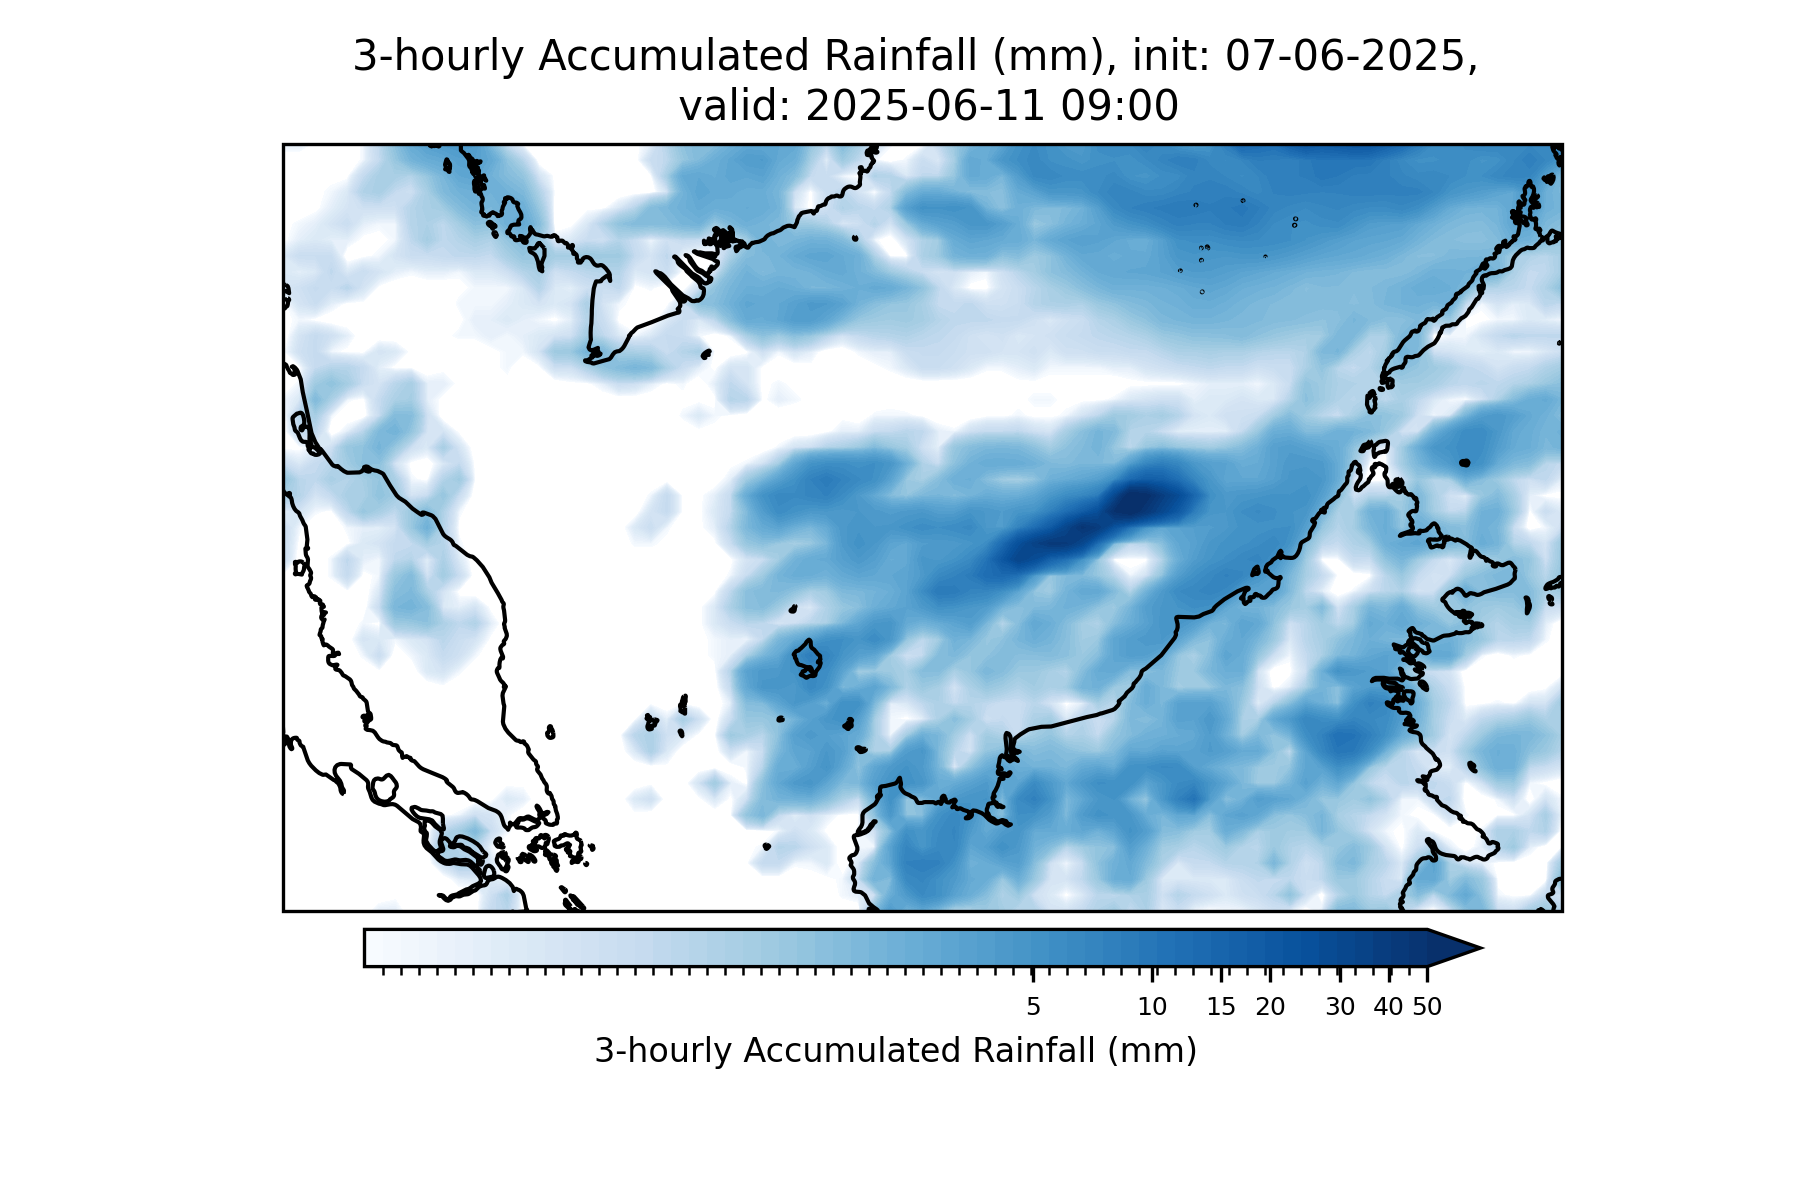 3-hourly Accumulated Rainfall (mm), init: 07-06-2025,
valid: 2025-06-11 09:00
5 10 15 20 30 40 50
3-hourly Accumulated Rainfall (mm)